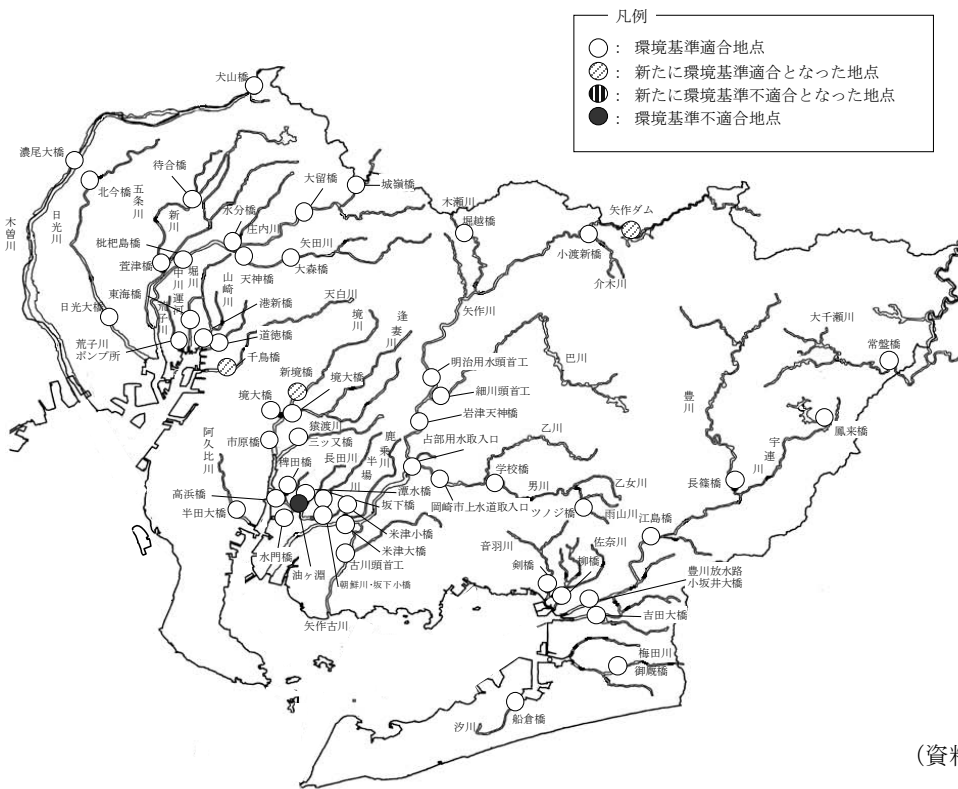 凡例
○： 環境基準適合地点
： 新たに環境基準適合となった地点
： 新たに環境基準不適合となった地点
●： 環境基準不適合地点
犬山橋
濃尾大橋
北今橋
待合橋
大留橋
城嶺橋
木瀬川
堀越橋
矢作ダム
小渡新橋
介木川
木曽川
日光川
五条川
新川
水分橋
庄内川
矢田川
大森橋
天神橋
枇杷島橋
萱津橋
中川運河
堀川
山崎川
東海橋
荒子川
港新橋
日光大橋
荒子川
ポンプ所
道徳橋
千鳥橋
天白川
境川
逢妻川
矢作川
巴川
大千瀬川
常盤橋
明治用水頭首工
細川頭首工
岩津天神橋
新境橋
境大橋
境大橋
市原橋
猿渡川
三ッ又橋
阿久比川
稗田橋
長田川
半場川
鹿乗川
占部用水取入口
乙川
学校橋
男川
乙女川
豊川
宇連川
鳳来橋
長篠橋
高浜橋
半田大橋
潭水橋
坂下橋
岡崎市上水道取入口
ツノジ橋
雨山川
江島橋
水門橋
油ヶ淵
米津小橋
米津大橋
古川頭首工
朝鮮川・坂下小橋
矢作古川
音羽川
剣橋
柳橋
佐奈川
豊川放水路
小坂井大橋
吉田大橋
梅田川
御厩橋
船倉橋
汐川
（資料